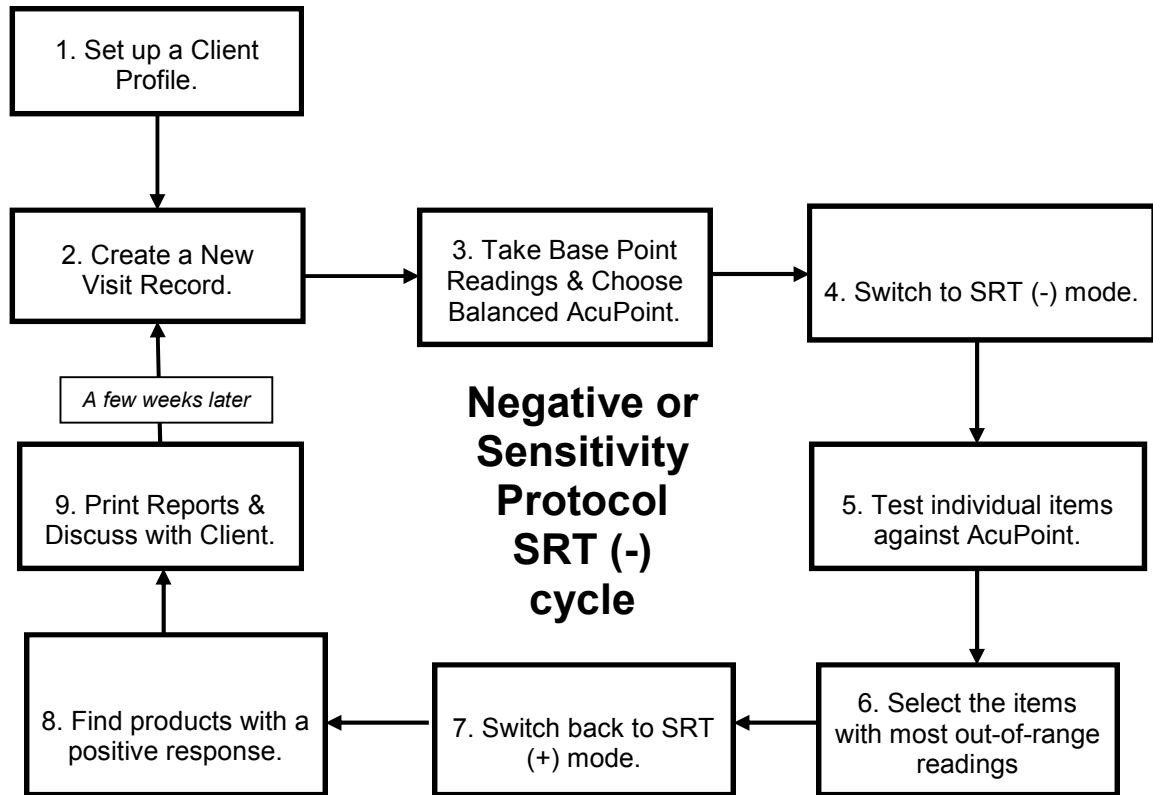 1. Set up a Client
Profile.
2. Create a New
Visit Record.
3. Take Base Point
Readings & Choose
Balanced AcuPoint.
4. Switch to SRT (-) mode.
5. Test individual items
against AcuPoint.
6. Select the items
with most out-of-range
readings
7. Switch back to SRT
(+) mode.
8. Find products with a
positive response.
9. Print Reports &
Discuss with Client.
A few weeks later
Negative or
Sensitivity
Protocol
SRT (-)
cycle